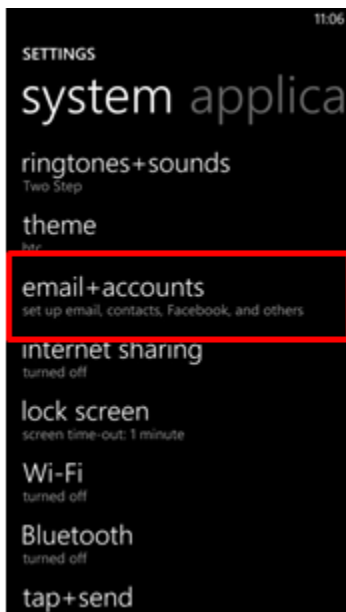 11:06
SETTINGS
system applica
ringtones+sounds
Two Step
theme
htc
email+accounts
set up email, contacts, Facebook, and others
internet sharing
turned off
lock screen
screen time-out: 1 minute
Wi-Fi
turned off
Bluetooth
turned off
tap+send